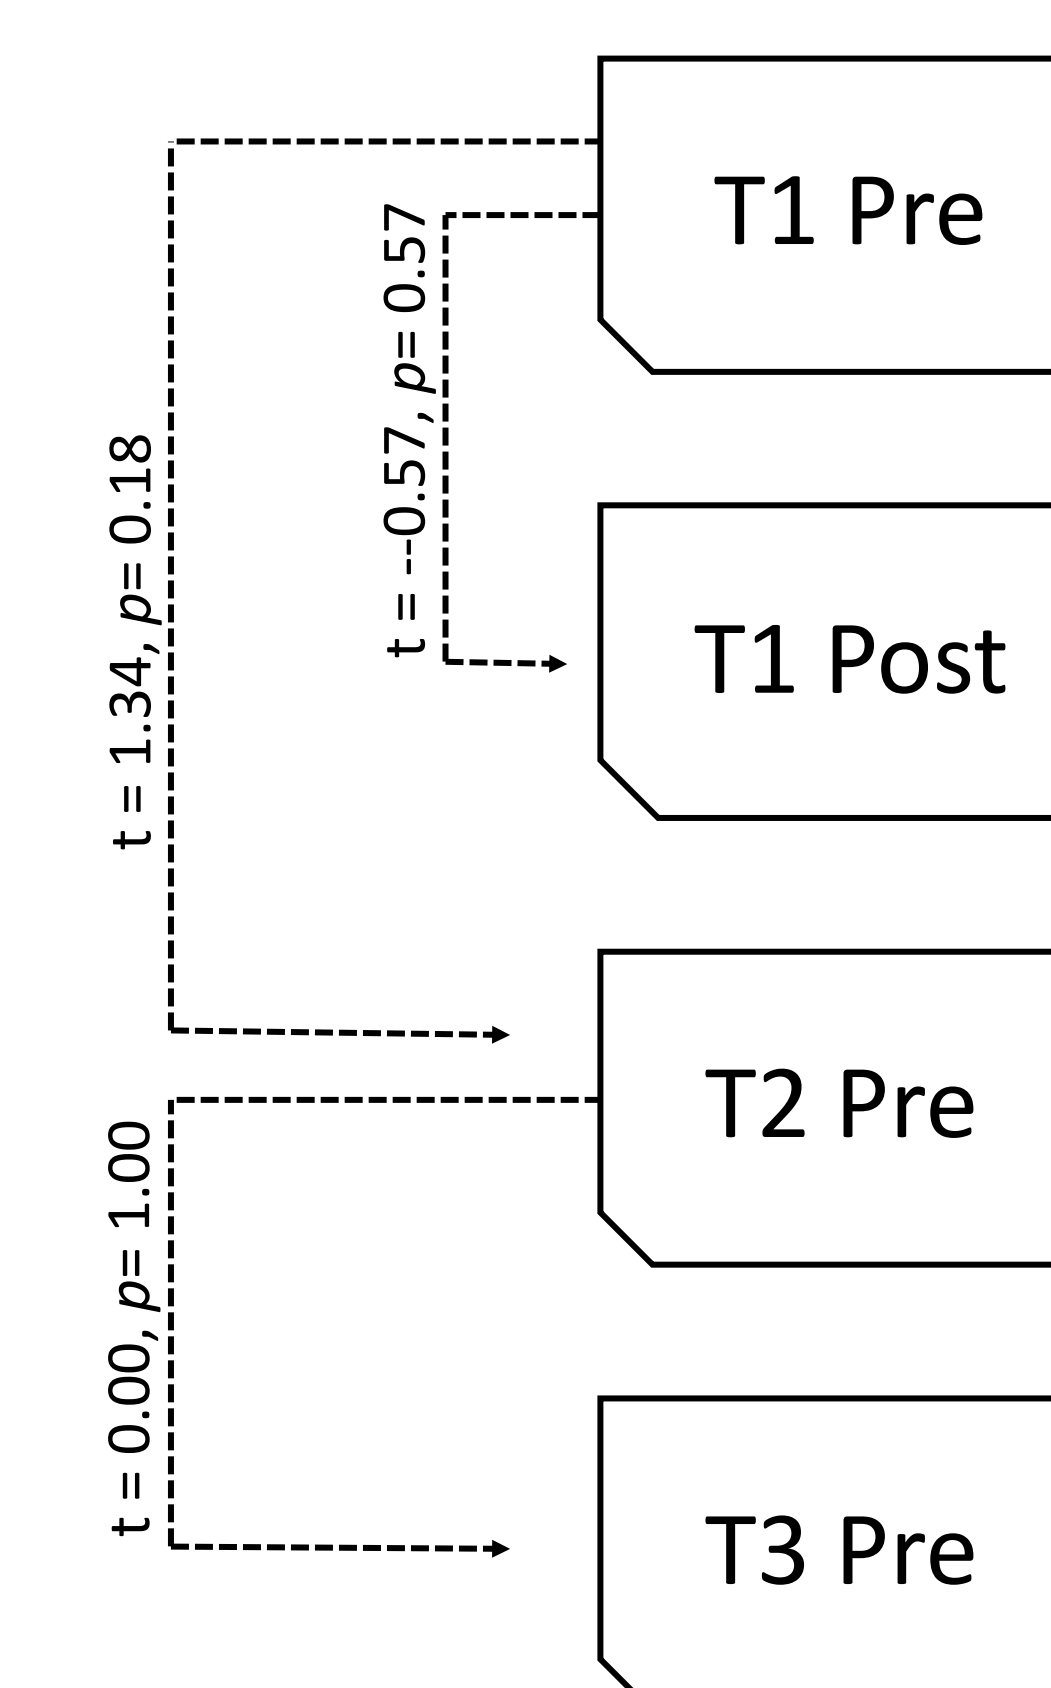 T1 Pre
t = --0.57, p= 0.57
t = 1.34, p= 0.18
T1 Post
T2 Pre
t = 0.00, p= 1.00
T3 Pre